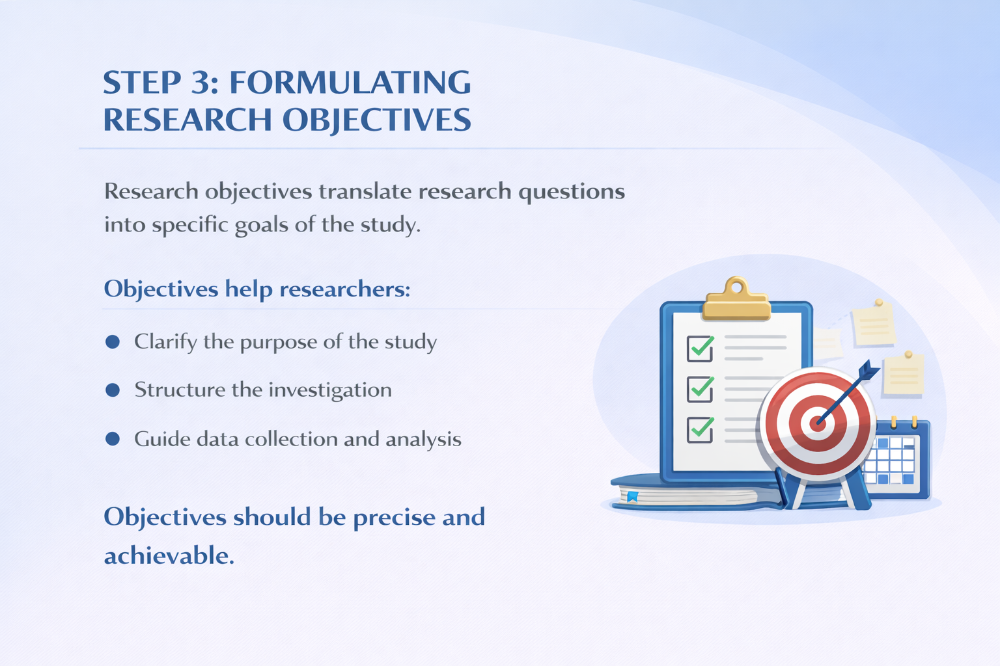 STEP 3: FORMULATING
RESEARCH OBJECTIVES
Research objectives translate research questions
into specific goals of the study.
Objectives help researchers:
● Clarify the purpose of the study
● Structure the investigation
● Guide data collection and analysis
Objectives should be precise and
achievable.